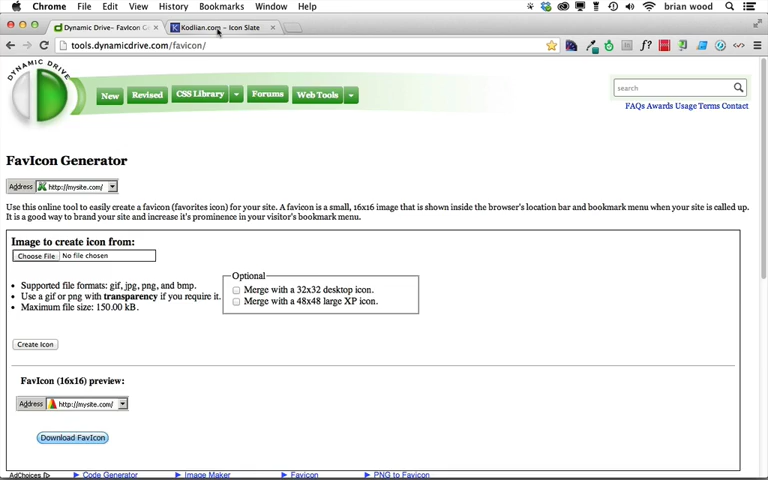 Chrome File Edit View History Bookmarks Window Help brian wood
Dynamic Drive- FavIcon Ge Kodlian.com - Icon Slate
tools.dynamicdrive.com/favicon/
DYNAMIC DRIVE
New Revised CSS Library Forums Web Tools
search
FAQs Awards Usage Terms Contact
FavIcon Generator
Address http://mysite.com/
Use this online tool to easily create a favicon (favorites icon) for your site. A favicon is a small, 16x16 image that is shown inside the browser's location bar and bookmark menu when your site is called up.
It is a good way to brand your site and increase it's prominence in your visitor's bookmark menu.
Image to create icon from:
Choose File No file chosen
Optional
Supported file formats: gif, jpg, png, and bmp.
Merge with a 32x32 desktop icon.
Use a gif or png with transparency if you require it.
Merge with a 48x48 large XP icon.
Maximum file size: 150.00 kB.
Create Icon
FavIcon (16x16) preview:
Address http://mysite.com/
Download FavIcon
AdChoices Code Generator Image Maker Favicon PNG to Favicon